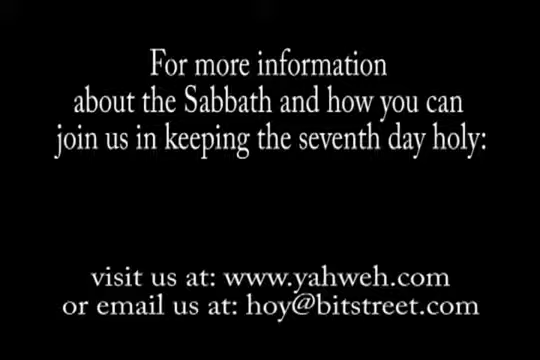 For more information
about the Sabbath and how you can
join us in keeping the seventh day holy:
visit us at: www.yahweh.com
or email us at: hoy@bitstreet.com